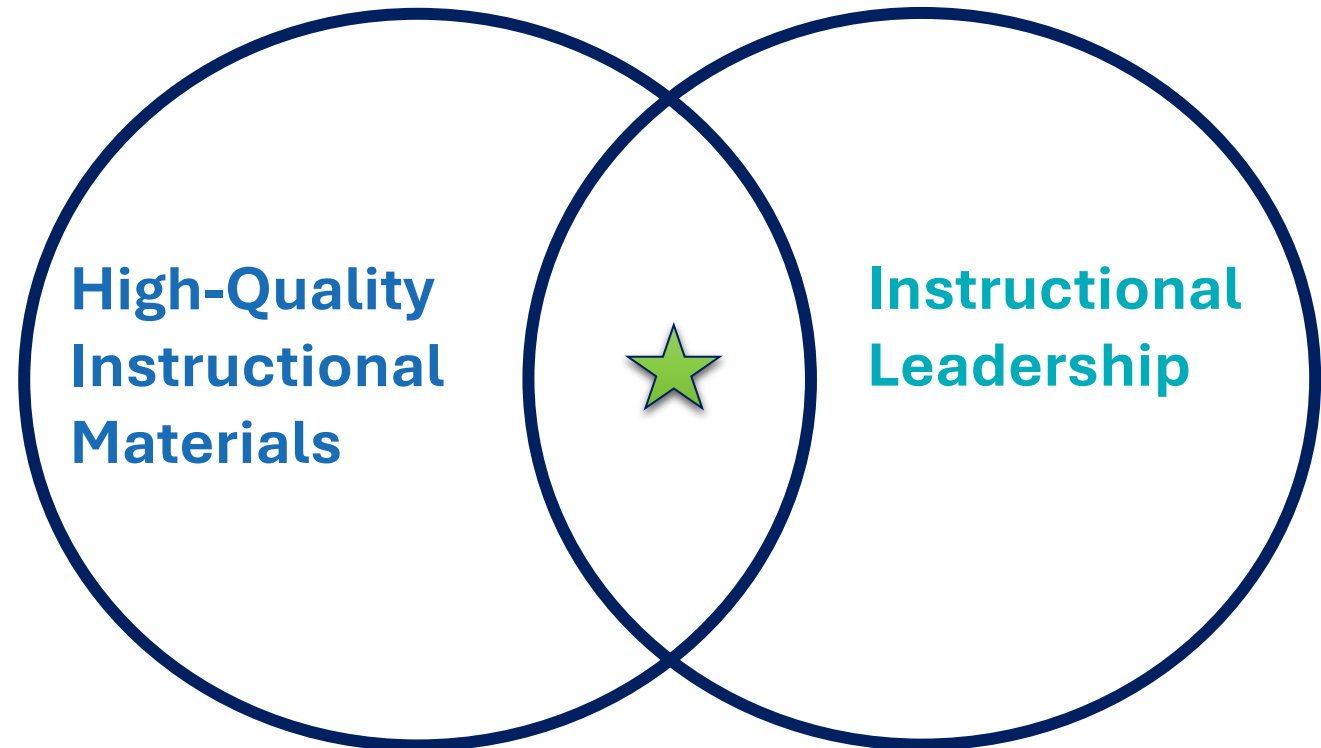 High-Quality
Instructional
Materials
Instructional
Leadership